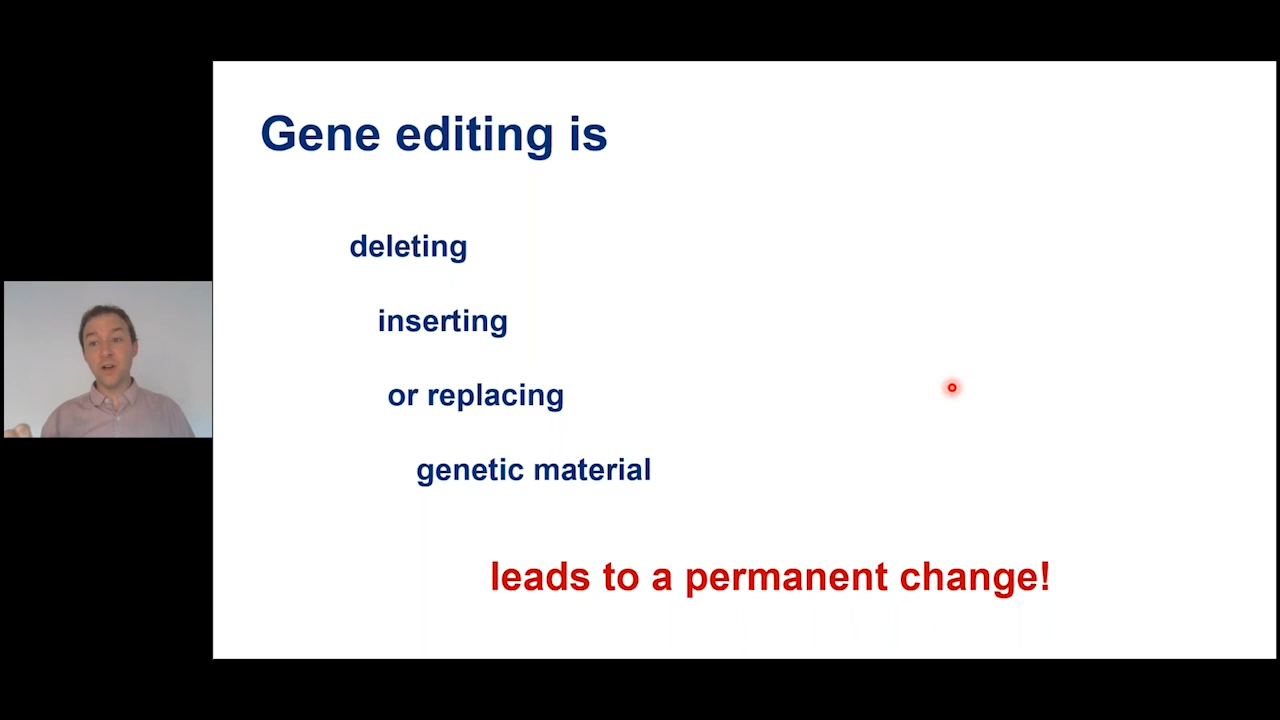 Gene editing is
deleting
inserting
or replacing
genetic material
leads to a permanent change!